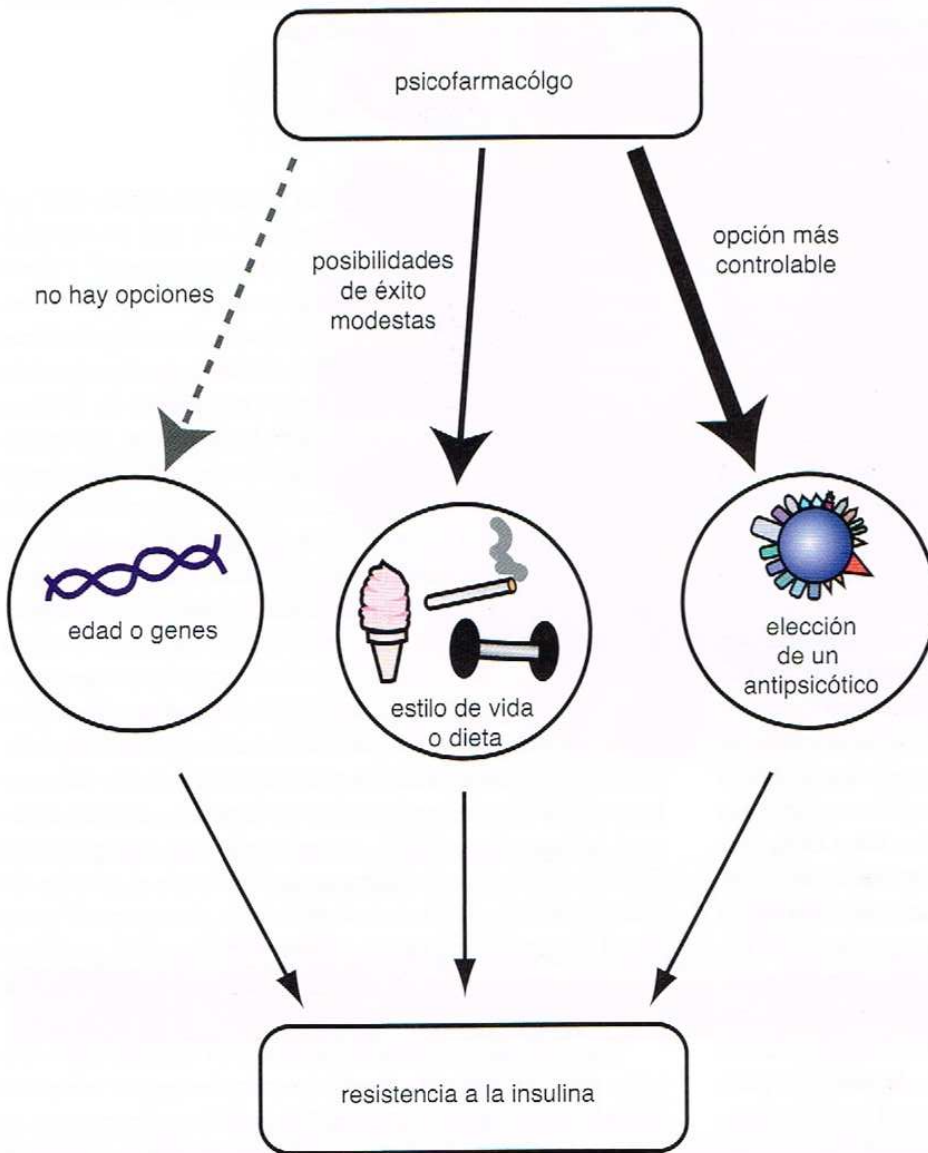 psicofarmacólgo
no hay opciones
posibilidades
de éxito
modestas
opción más
controlable
edad o genes
estilo de vida
o dieta
elección
de un
antipsicótico
resistencia a la insulina